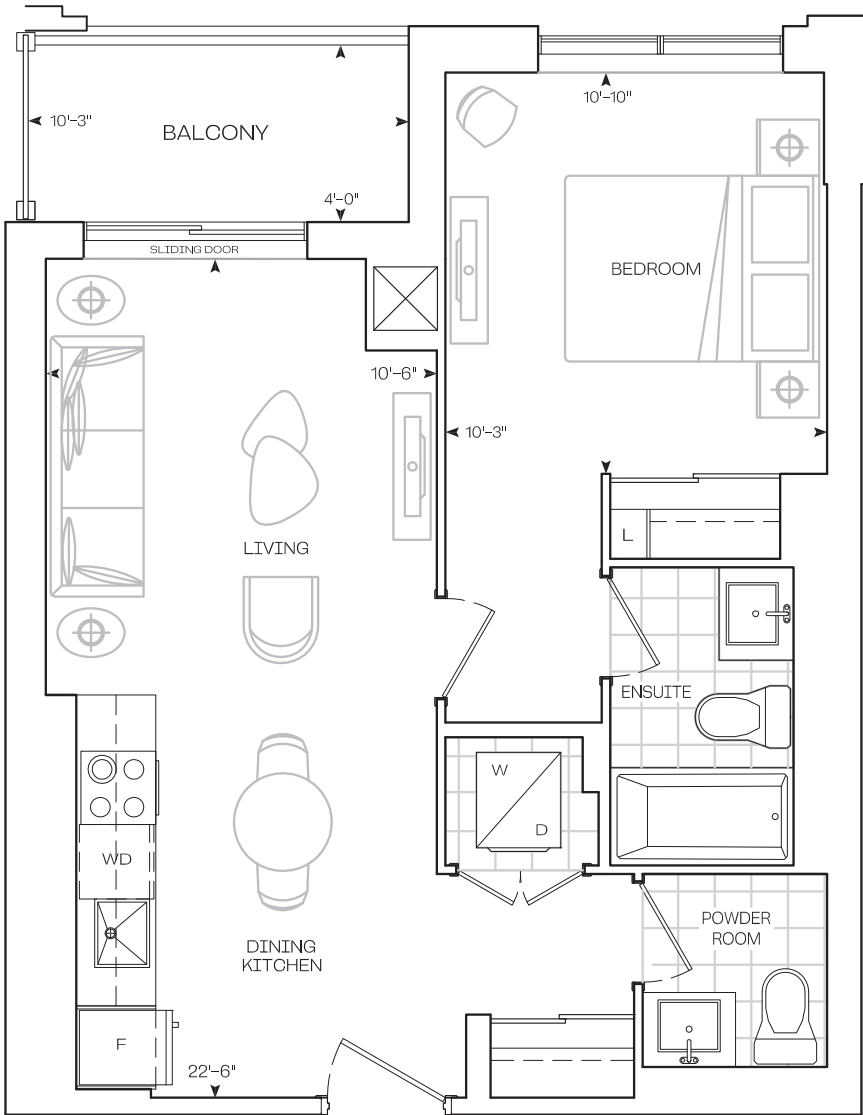 10'-3"
BALCONY
4'-0"
SLIDING DOOR
10'-10"
BEDROOM
10'-6"
10'-3"
LIVING
L
ENSUITE
W
D
WD
POWDER
ROOM
DINING
KITCHEN
F
22'-6"